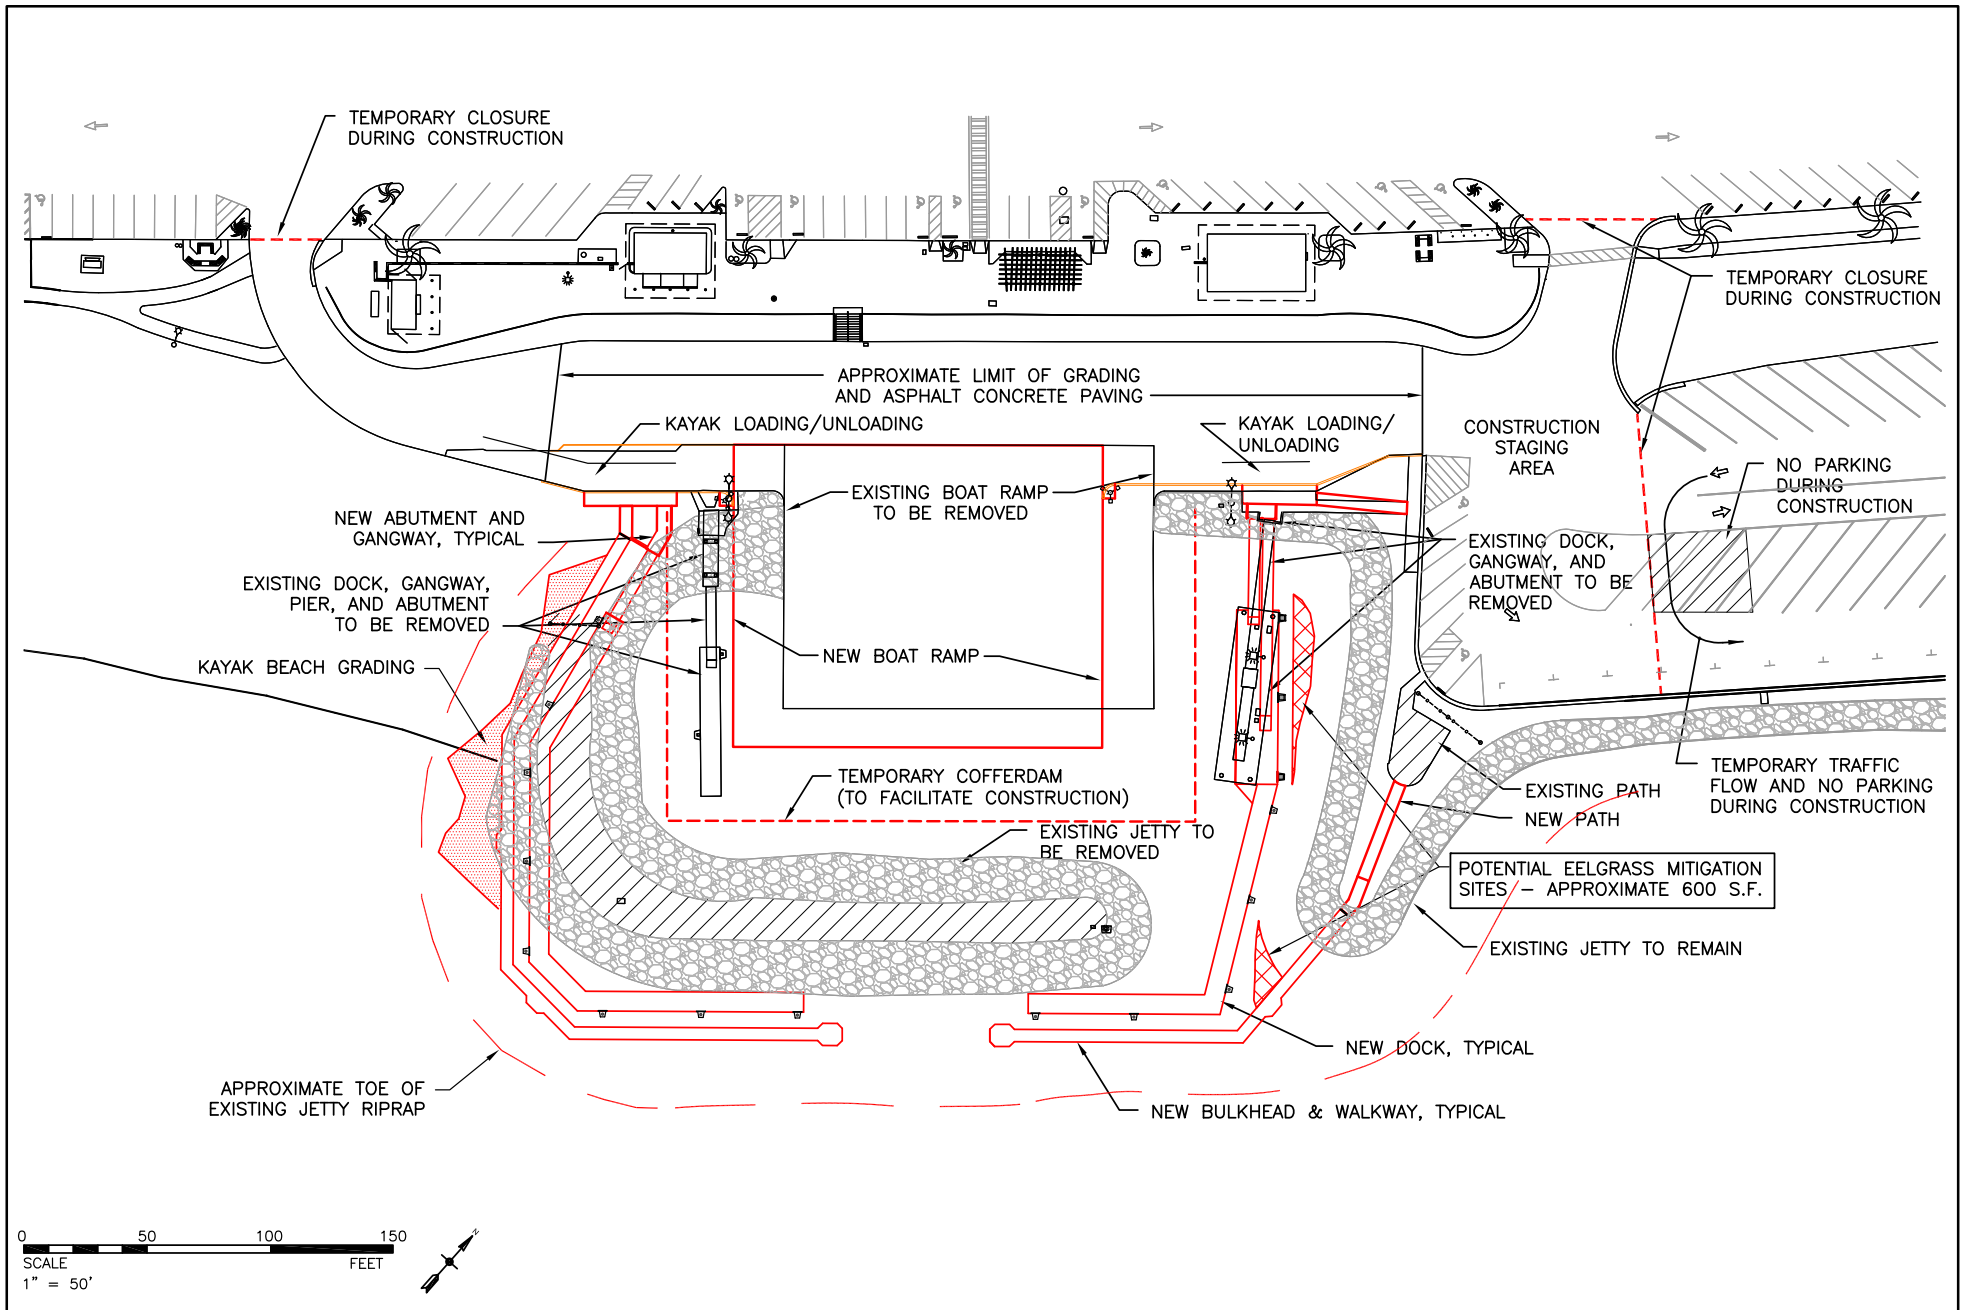 TEMPORARY CLOSURE
DURING CONSTRUCTION
TEMPORARY CLOSURE
DURING CONSTRUCTION
APPROXIMATE LIMIT OF GRADING
AND ASPHALT CONCRETE PAVING
KAYAK LOADING/UNLOADING
KAYAK LOADING/
UNLOADING
CONSTRUCTION
STAGING
AREA
NO PARKING
DURING
CONSTRUCTION
EXISTING BOAT RAMP
TO BE REMOVED
NEW ABUTMENT AND
GANGWAY, TYPICAL
EXISTING DOCK,
GANGWAY, AND
ABUTMENT TO BE
REMOVED
EXISTING DOCK, GANGWAY,
PIER, AND ABUTMENT
TO BE REMOVED
KAYAK BEACH GRADING
NEW BOAT RAMP
TEMPORARY COFFERDAM
(TO FACILITATE CONSTRUCTION)
TEMPORARY TRAFFIC
FLOW AND NO PARKING
DURING CONSTRUCTION
EXISTING PATH
NEW PATH
EXISTING JETTY TO
BE REMOVED
POTENTIAL EELGRASS MITIGATION
SITES – APPROXIMATE 600 S.F.
EXISTING JETTY TO REMAIN
NEW DOCK, TYPICAL
APPROXIMATE TOE OF
EXISTING JETTY RIPRAP
NEW BULKHEAD & WALKWAY, TYPICAL
0 50 100 150
SCALE FEET
1" = 50'
N